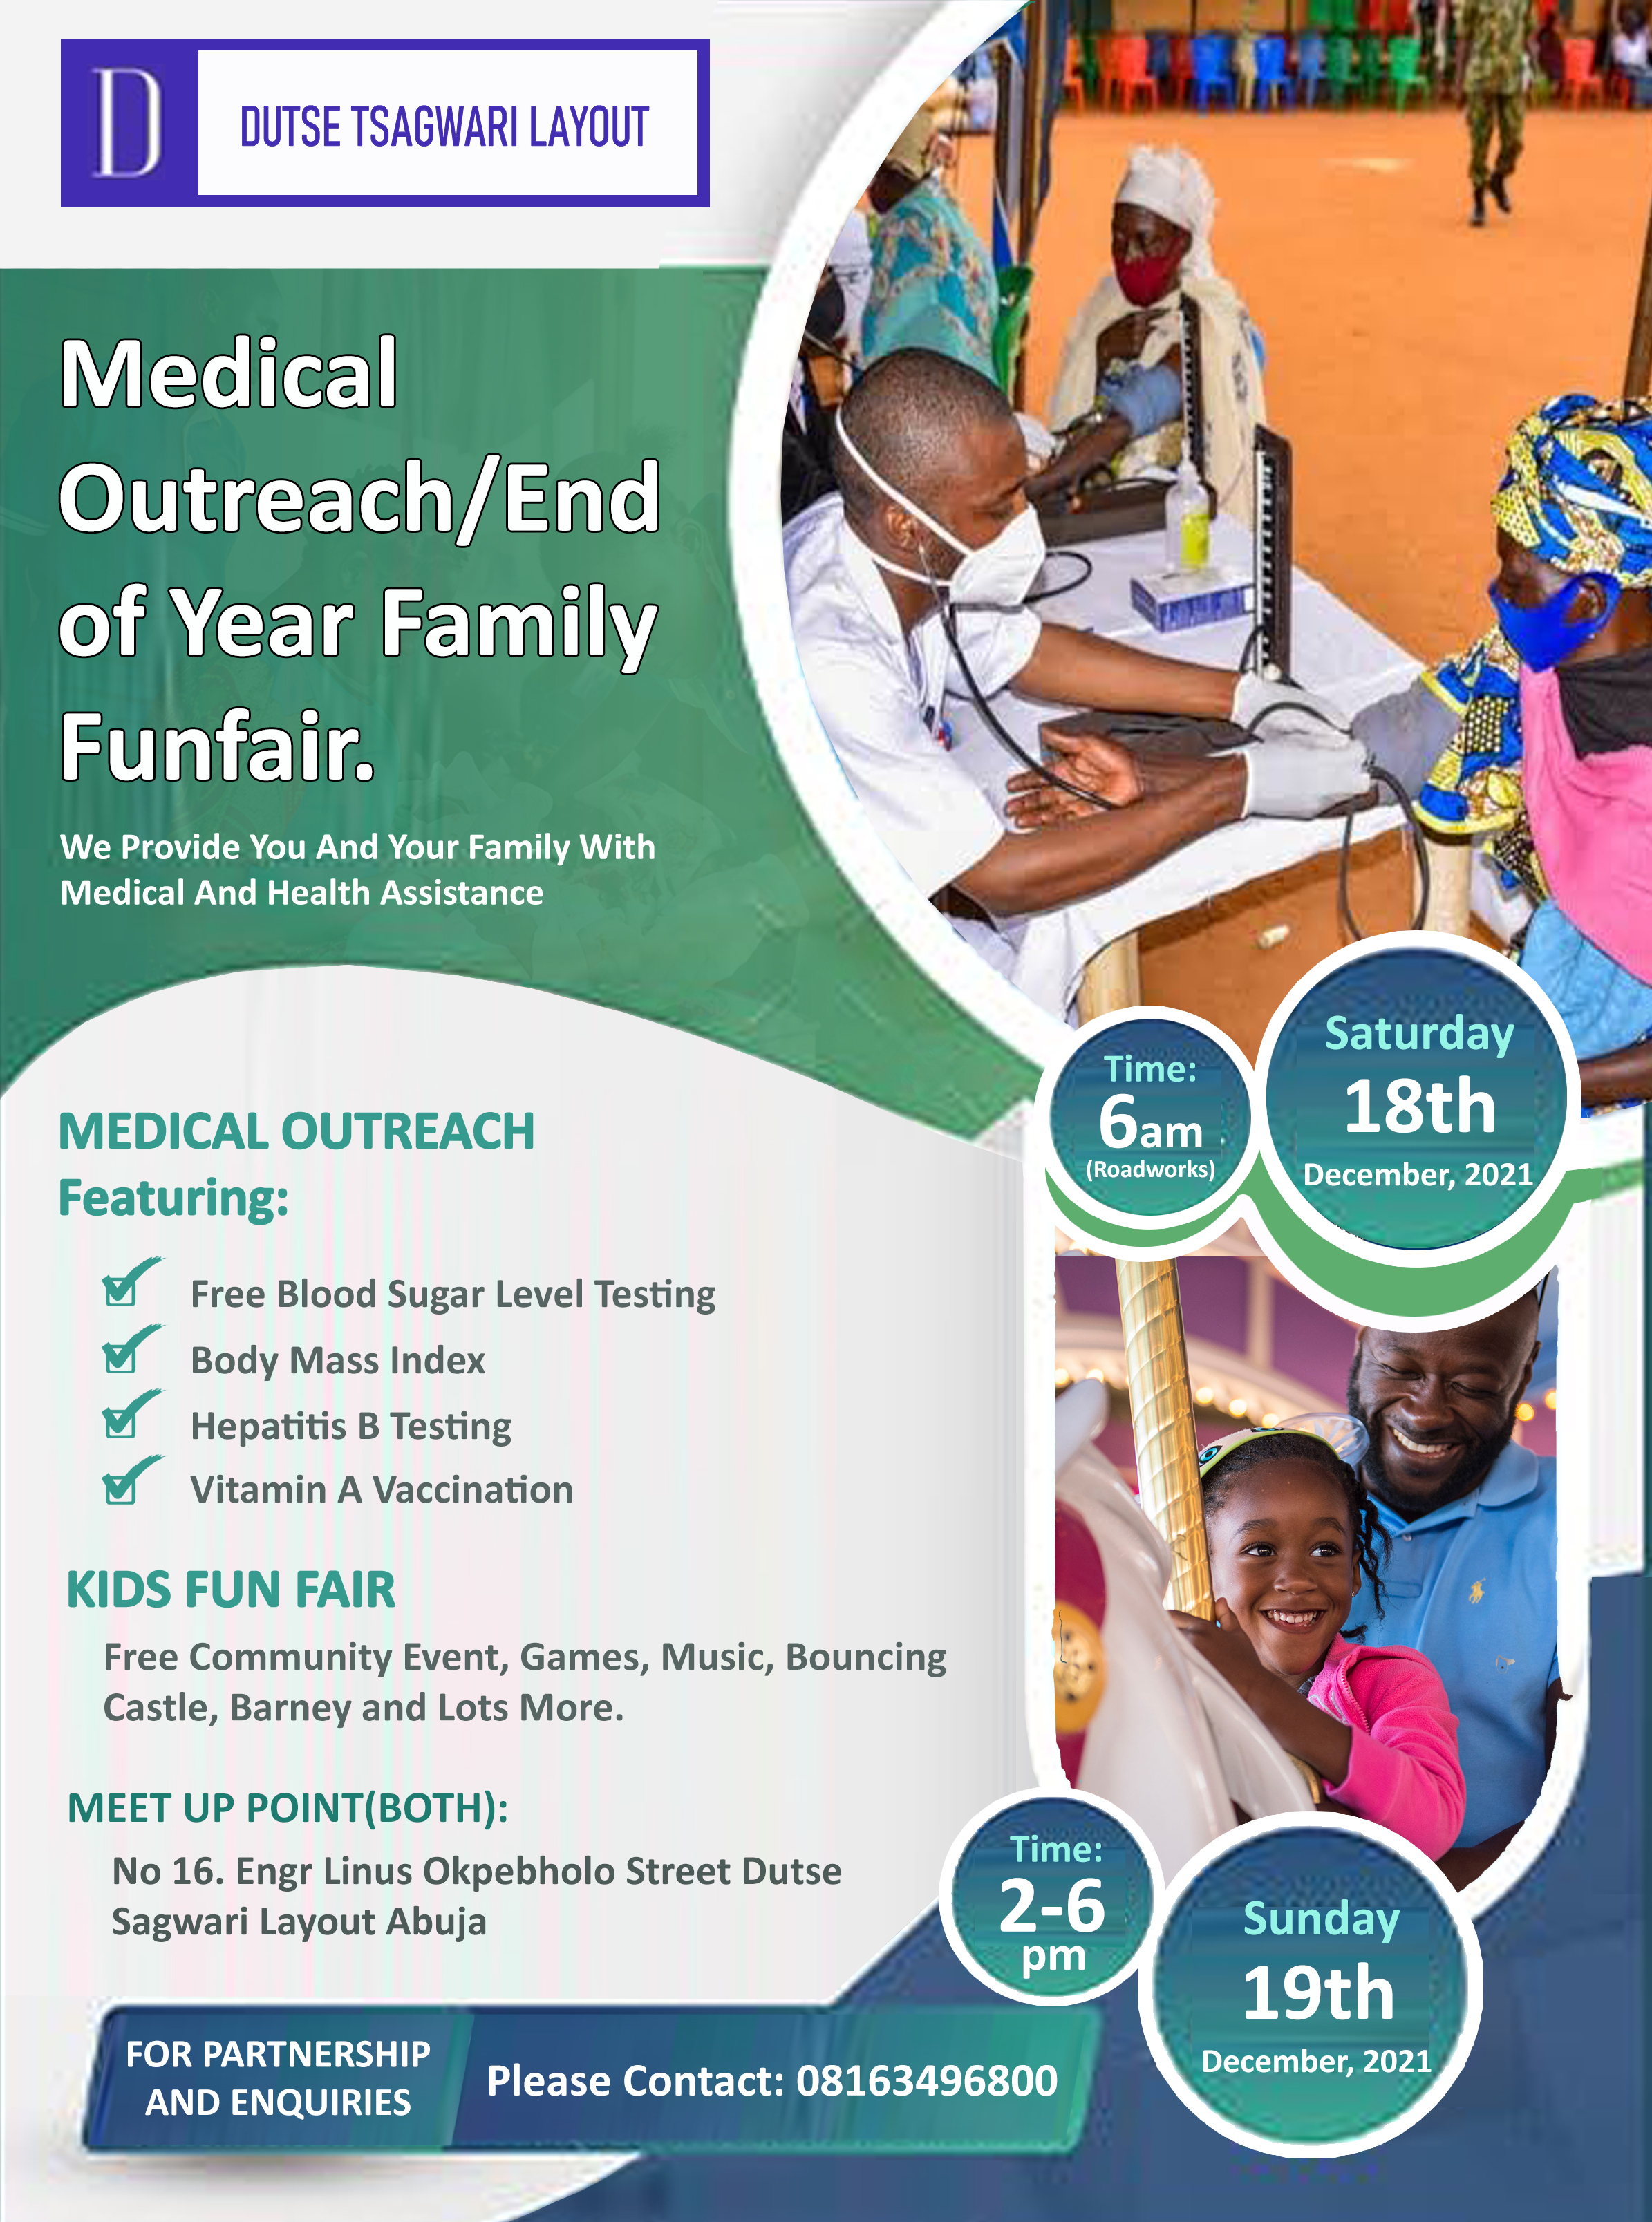 D
DUTSE TSAGWARI LAYOUT
Medical
Outreach/End
of Year Family
Funfair.
We Provide You And Your Family With
Medical And Health Assistance
Time:
6am
(Roadworks)
Saturday
18th
December, 2021
MEDICAL OUTREACH
Featuring:
Free Blood Sugar Level Testing
Body Mass Index
Hepatitis B Testing
Vitamin A Vaccination
KIDS FUN FAIR
Free Community Event, Games, Music, Bouncing
Castle, Barney and Lots More.
MEET UP POINT(BOTH):
No 16. Engr Linus Okpebholo Street Dutse
Sagwari Layout Abuja
Time:
2-6
pm
Sunday
19th
December, 2021
FOR PARTNERSHIP
AND ENQUIRIES
Please Contact: 08163496800